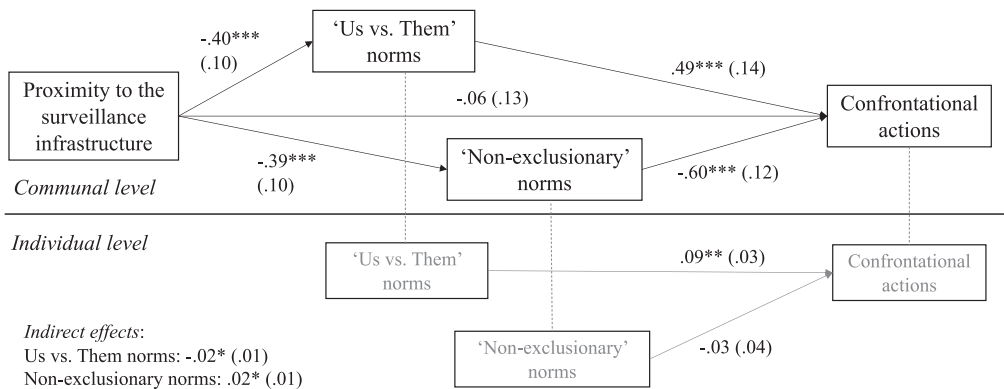 -.40***
(.10)
‘Us vs. Them’
norms
.49*** (.14)
Proximity to the
surveillance
infrastructure
-.06 (.13)
Confrontational
actions
-.39***
(.10)
‘Non-exclusionary’
norms
-.60*** (.12)
Communal level
Individual level
‘Us vs. Them’
norms
.09** (.03)
Confrontational
actions
‘Non-exclusionary’
norms
-.03 (.04)
Indirect effects:
Us vs. Them norms: -.02* (.01)
Non-exclusionary norms: .02* (.01)